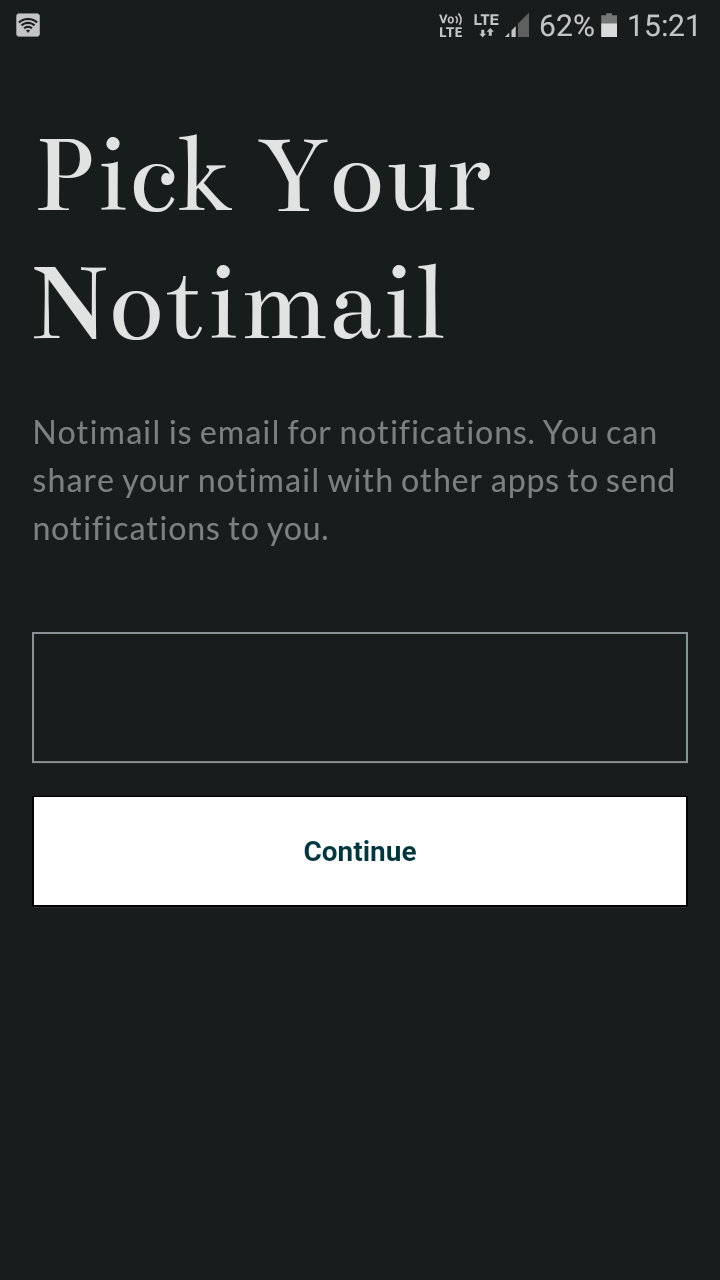 Vo)) LTE LTE 62% 15:21
Pick Your
Notimail
Notimail is email for notifications. You can
share your notimail with other apps to send
notifications to you.
Continue